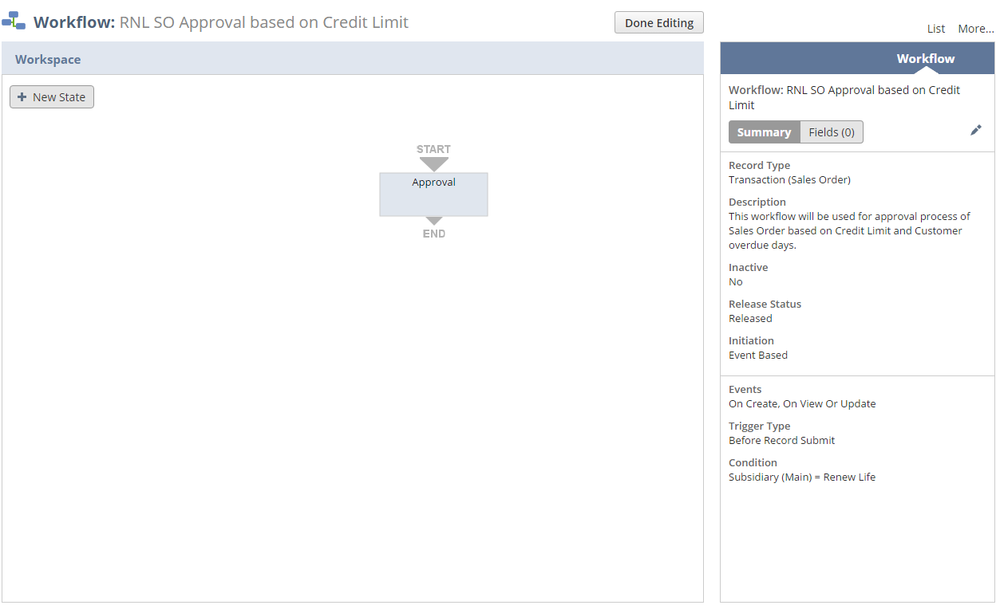 Workflow: RNL SO Approval based on Credit Limit
Done Editing
List More...
Workspace
+ New State
START
Approval
END
Workflow
Workflow: RNL SO Approval based on Credit
Limit
Summary Fields (0)
Record Type
Transaction (Sales Order)
Description
This workflow will be used for approval process of
Sales Order based on Credit Limit and Customer
overdue days.
Inactive
No
Release Status
Released
Initiation
Event Based
Events
On Create, On View Or Update
Trigger Type
Before Record Submit
Condition
Subsidiary (Main) = Renew Life